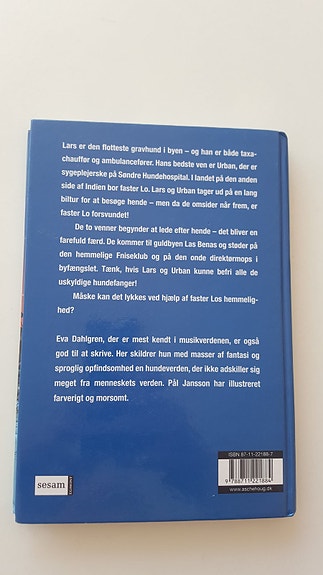 Lars er den flotteste gravhund i byen – og han er både taxa-
chauffør og ambulancefører. Hans bedste ven er Urban, der er
sygeplejerske på Søndre Hundehospital. I landet på den anden
side af Indien bor faster Lo. Lars og Urban tager ud på en lang
biltur for at besøge hende – men da de omsider når frem, er
faster Lo forsvundet!
De to venner begynder at lede efter hende – det bliver en
farefuld færd. De kommer til guldbyen Las Benas og støder på
den hemmelige Fniseklub og på den onde direktørmops i
byfængslet. Tænk, hvis Lars og Urban kunne befri alle de
uskyldige hundefanger!
Måske kan det lykkes ved hjælp af faster Los hemmelig-
hed?
Eva Dahlgren, der er mest kendt i musikverdenen, er også
god til at skrive. Her skildrer hun med masser af fantasi og
sproglig opfindsomhed en hundeverden, der ikke adskiller sig
meget fra menneskets verden. Pål Jansson har illustreret
farverigt og morsomt.
ISBN 87-11-22188-7
9788711221884
www.aschehoug.dk
sesam